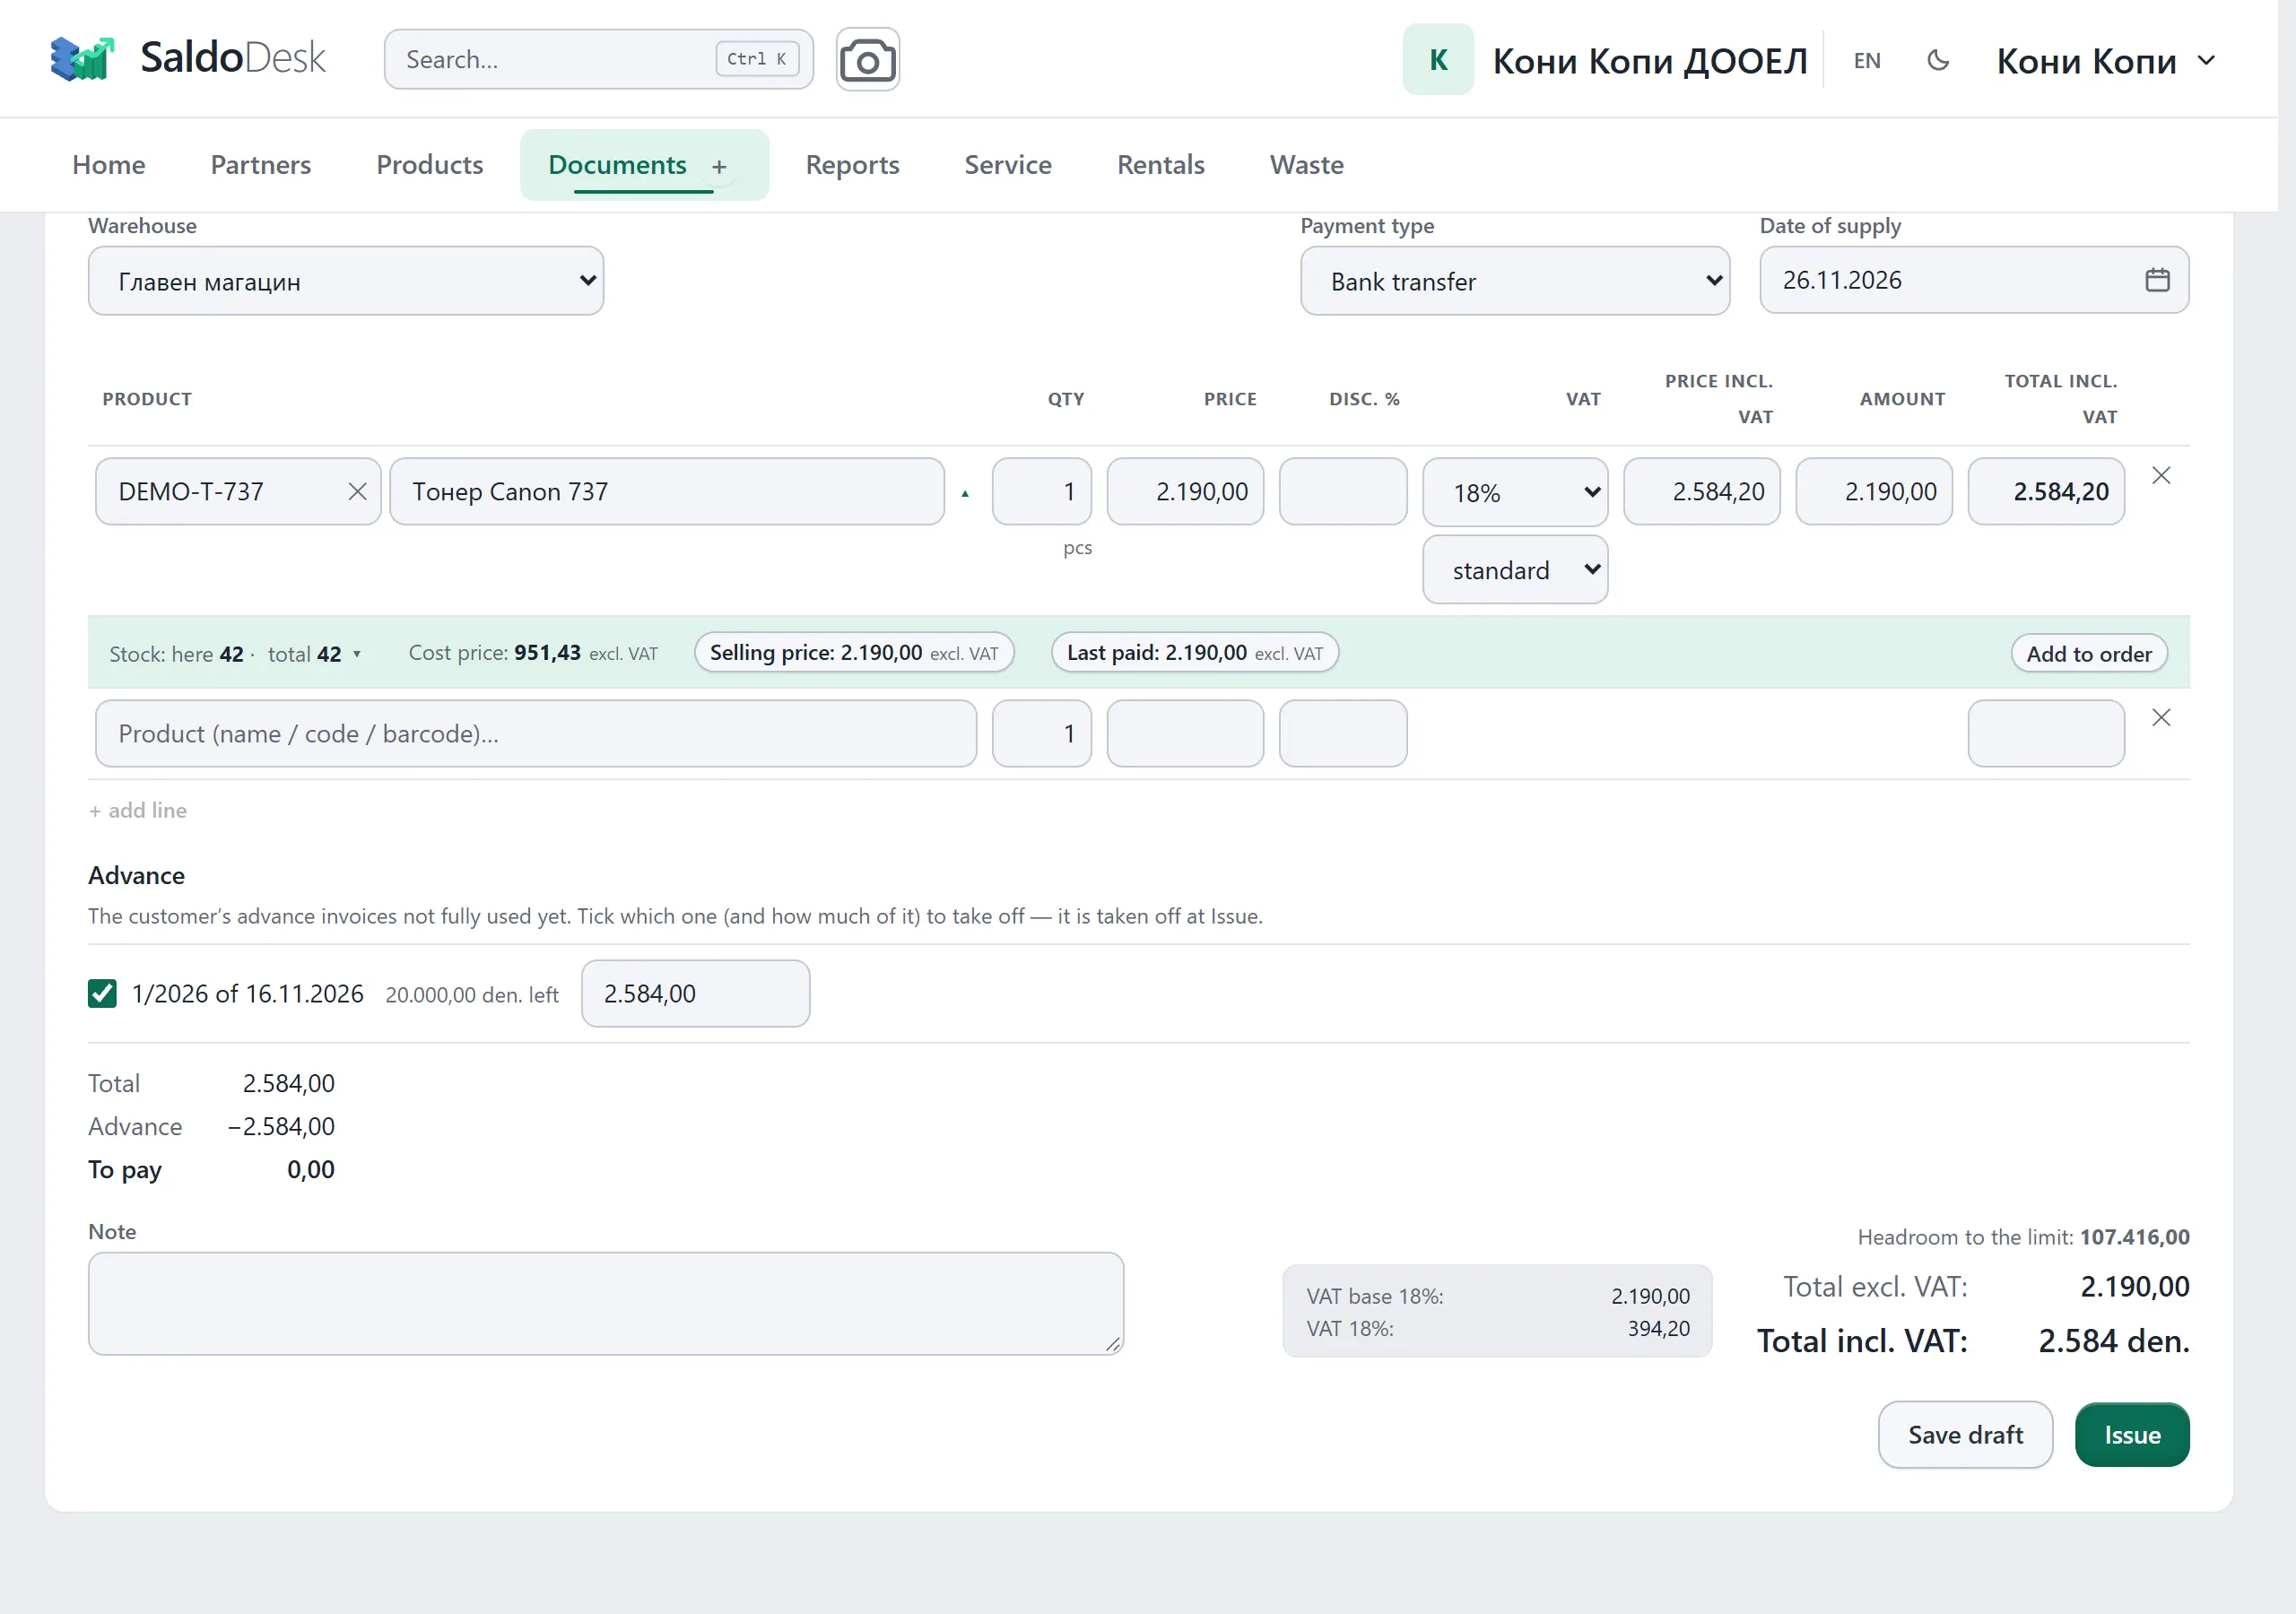 SaldoDesk
Search...
Ctrl K
K
Кони Копи ДООЕЛ
EN
Кони Копи
Home
Partners
Products
Documents +
Reports
Service
Rentals
Waste
Warehouse
Payment type
Date of supply
Главен магацин
Bank transfer
26.11.2026
PRODUCT
QTY
PRICE
DISC. %
VAT
PRICE INCL. VAT
AMOUNT
TOTAL INCL. VAT
DEMO-T-737
Тонер Canon 737
1
2.190,00
18%
2.584,20
2.190,00
2.584,20
pcs
standard
Stock: here 42 · total 42
Cost price: 951,43 excl. VAT
Selling price: 2.190,00 excl. VAT
Last paid: 2.190,00 excl. VAT
Add to order
Product (name / code / barcode)...
1
+ add line
Advance
The customer’s advance invoices not fully used yet. Tick which one (and how much of it) to take off — it is taken off at Issue.
1/2026 of 16.11.2026
20.000,00 den. left
2.584,00
Total 2.584,00
Advance −2.584,00
To pay 0,00
Note
Headroom to the limit: 107.416,00
VAT base 18%: 2.190,00
VAT 18%: 394,20
Total excl. VAT: 2.190,00
Total incl. VAT: 2.584 den.
Save draft
Issue